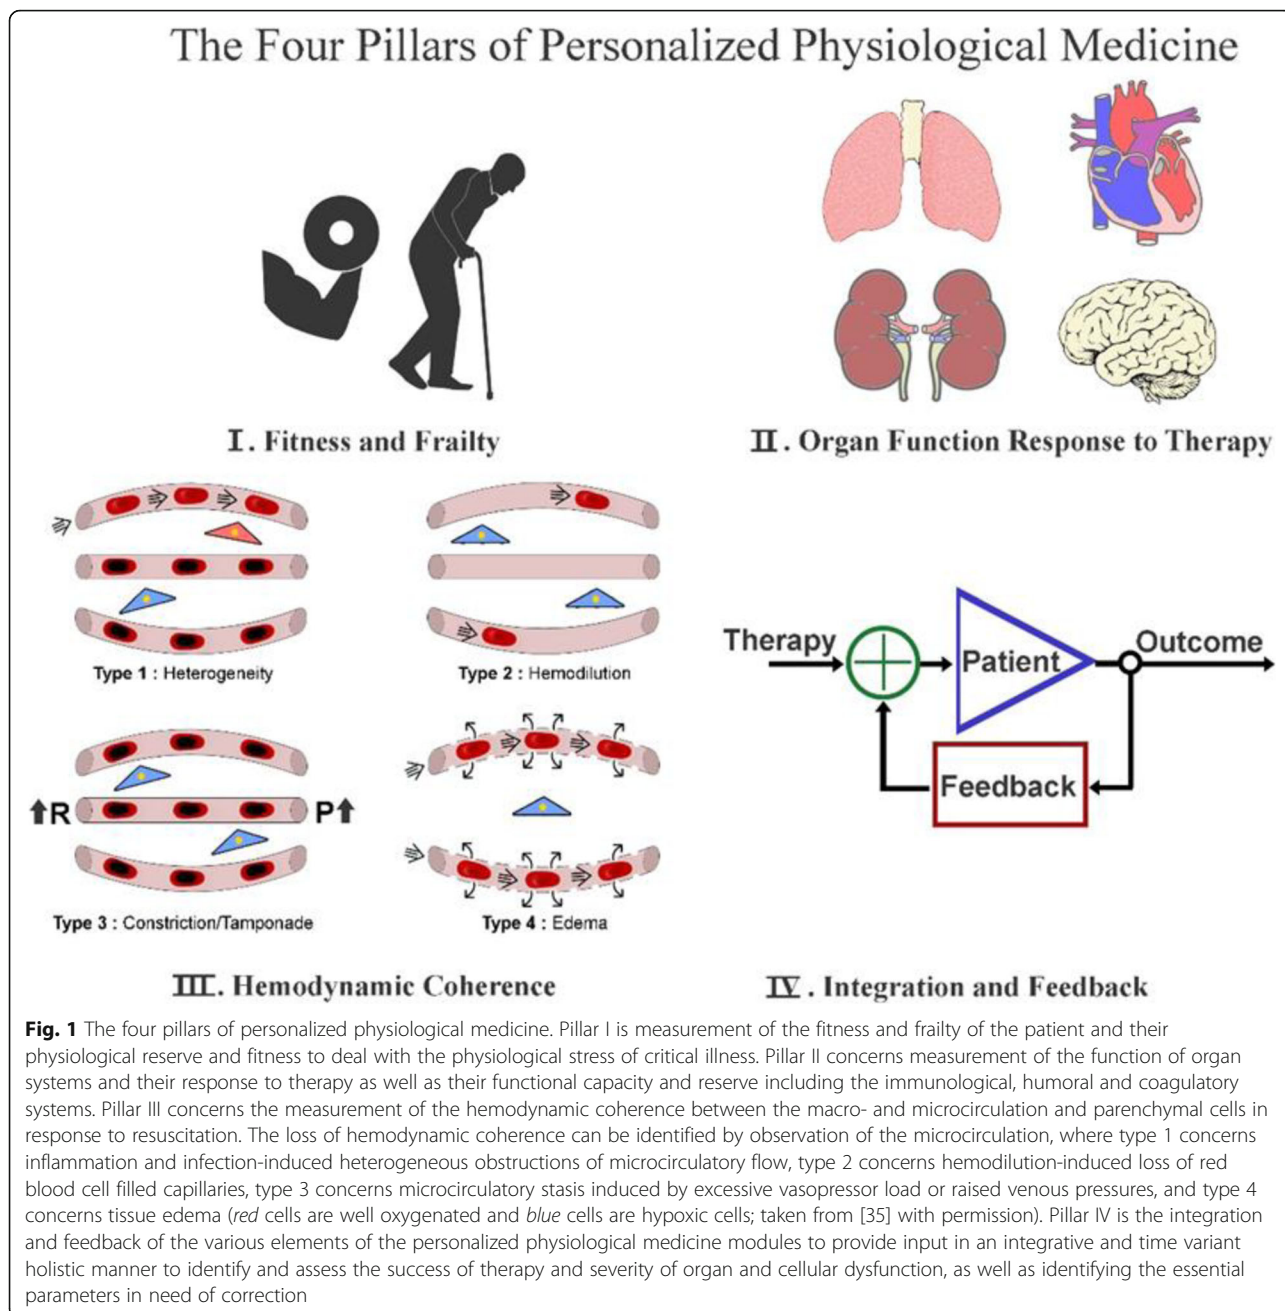 The Four Pillars of Personalized Physiological Medicine
I. Fitness and Frailty
II. Organ Function Response to Therapy
Type 1 : Heterogeneity
Type 2 : Hemodilution
R
P
Type 3 : Constriction/Tamponade
Type 4 : Edema
III. Hemodynamic Coherence
Therapy
Patient
Outcome
Feedback
IV. Integration and Feedback
Fig. 1 The four pillars of personalized physiological medicine. Pillar I is measurement of the fitness and frailty of the patient and their
physiological reserve and fitness to deal with the physiological stress of critical illness. Pillar II concerns measurement of the function of organ
systems and their response to therapy as well as their functional capacity and reserve including the immunological, humoral and coagulatory
systems. Pillar III concerns the measurement of the hemodynamic coherence between the macro- and microcirculation and parenchymal cells in
response to resuscitation. The loss of hemodynamic coherence can be identified by observation of the microcirculation, where type 1 concerns
inflammation and infection-induced heterogeneous obstructions of microcirculatory flow, type 2 concerns hemodilution-induced loss of red
blood cell filled capillaries, type 3 concerns microcirculatory stasis induced by excessive vasopressor load or raised venous pressures, and type 4
concerns tissue edema (red cells are well oxygenated and blue cells are hypoxic cells; taken from [35] with permission). Pillar IV is the integration
and feedback of the various elements of the personalized physiological medicine modules to provide input in an integrative and time variant
holistic manner to identify and assess the success of therapy and severity of organ and cellular dysfunction, as well as identifying the essential
parameters in need of correction